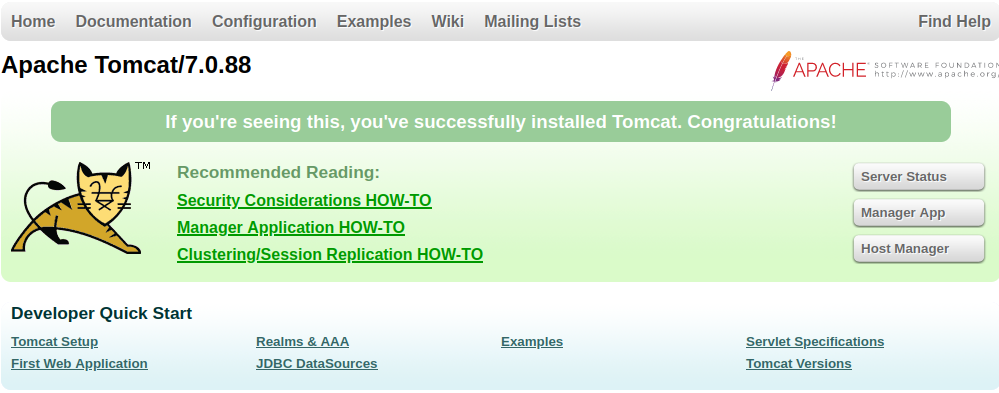 Home Documentation Configuration Examples Wiki Mailing Lists Find Help
Apache Tomcat/7.0.88
THE
APACHE® SOFTWARE FOUNDATION
http://www.apache.org/
If you're seeing this, you've successfully installed Tomcat. Congratulations!
TM
Recommended Reading:
Security Considerations HOW-TO
Manager Application HOW-TO
Clustering/Session Replication HOW-TO
Server Status
Manager App
Host Manager
Developer Quick Start
Tomcat Setup
First Web Application
Realms & AAA
JDBC DataSources
Examples
Servlet Specifications
Tomcat Versions